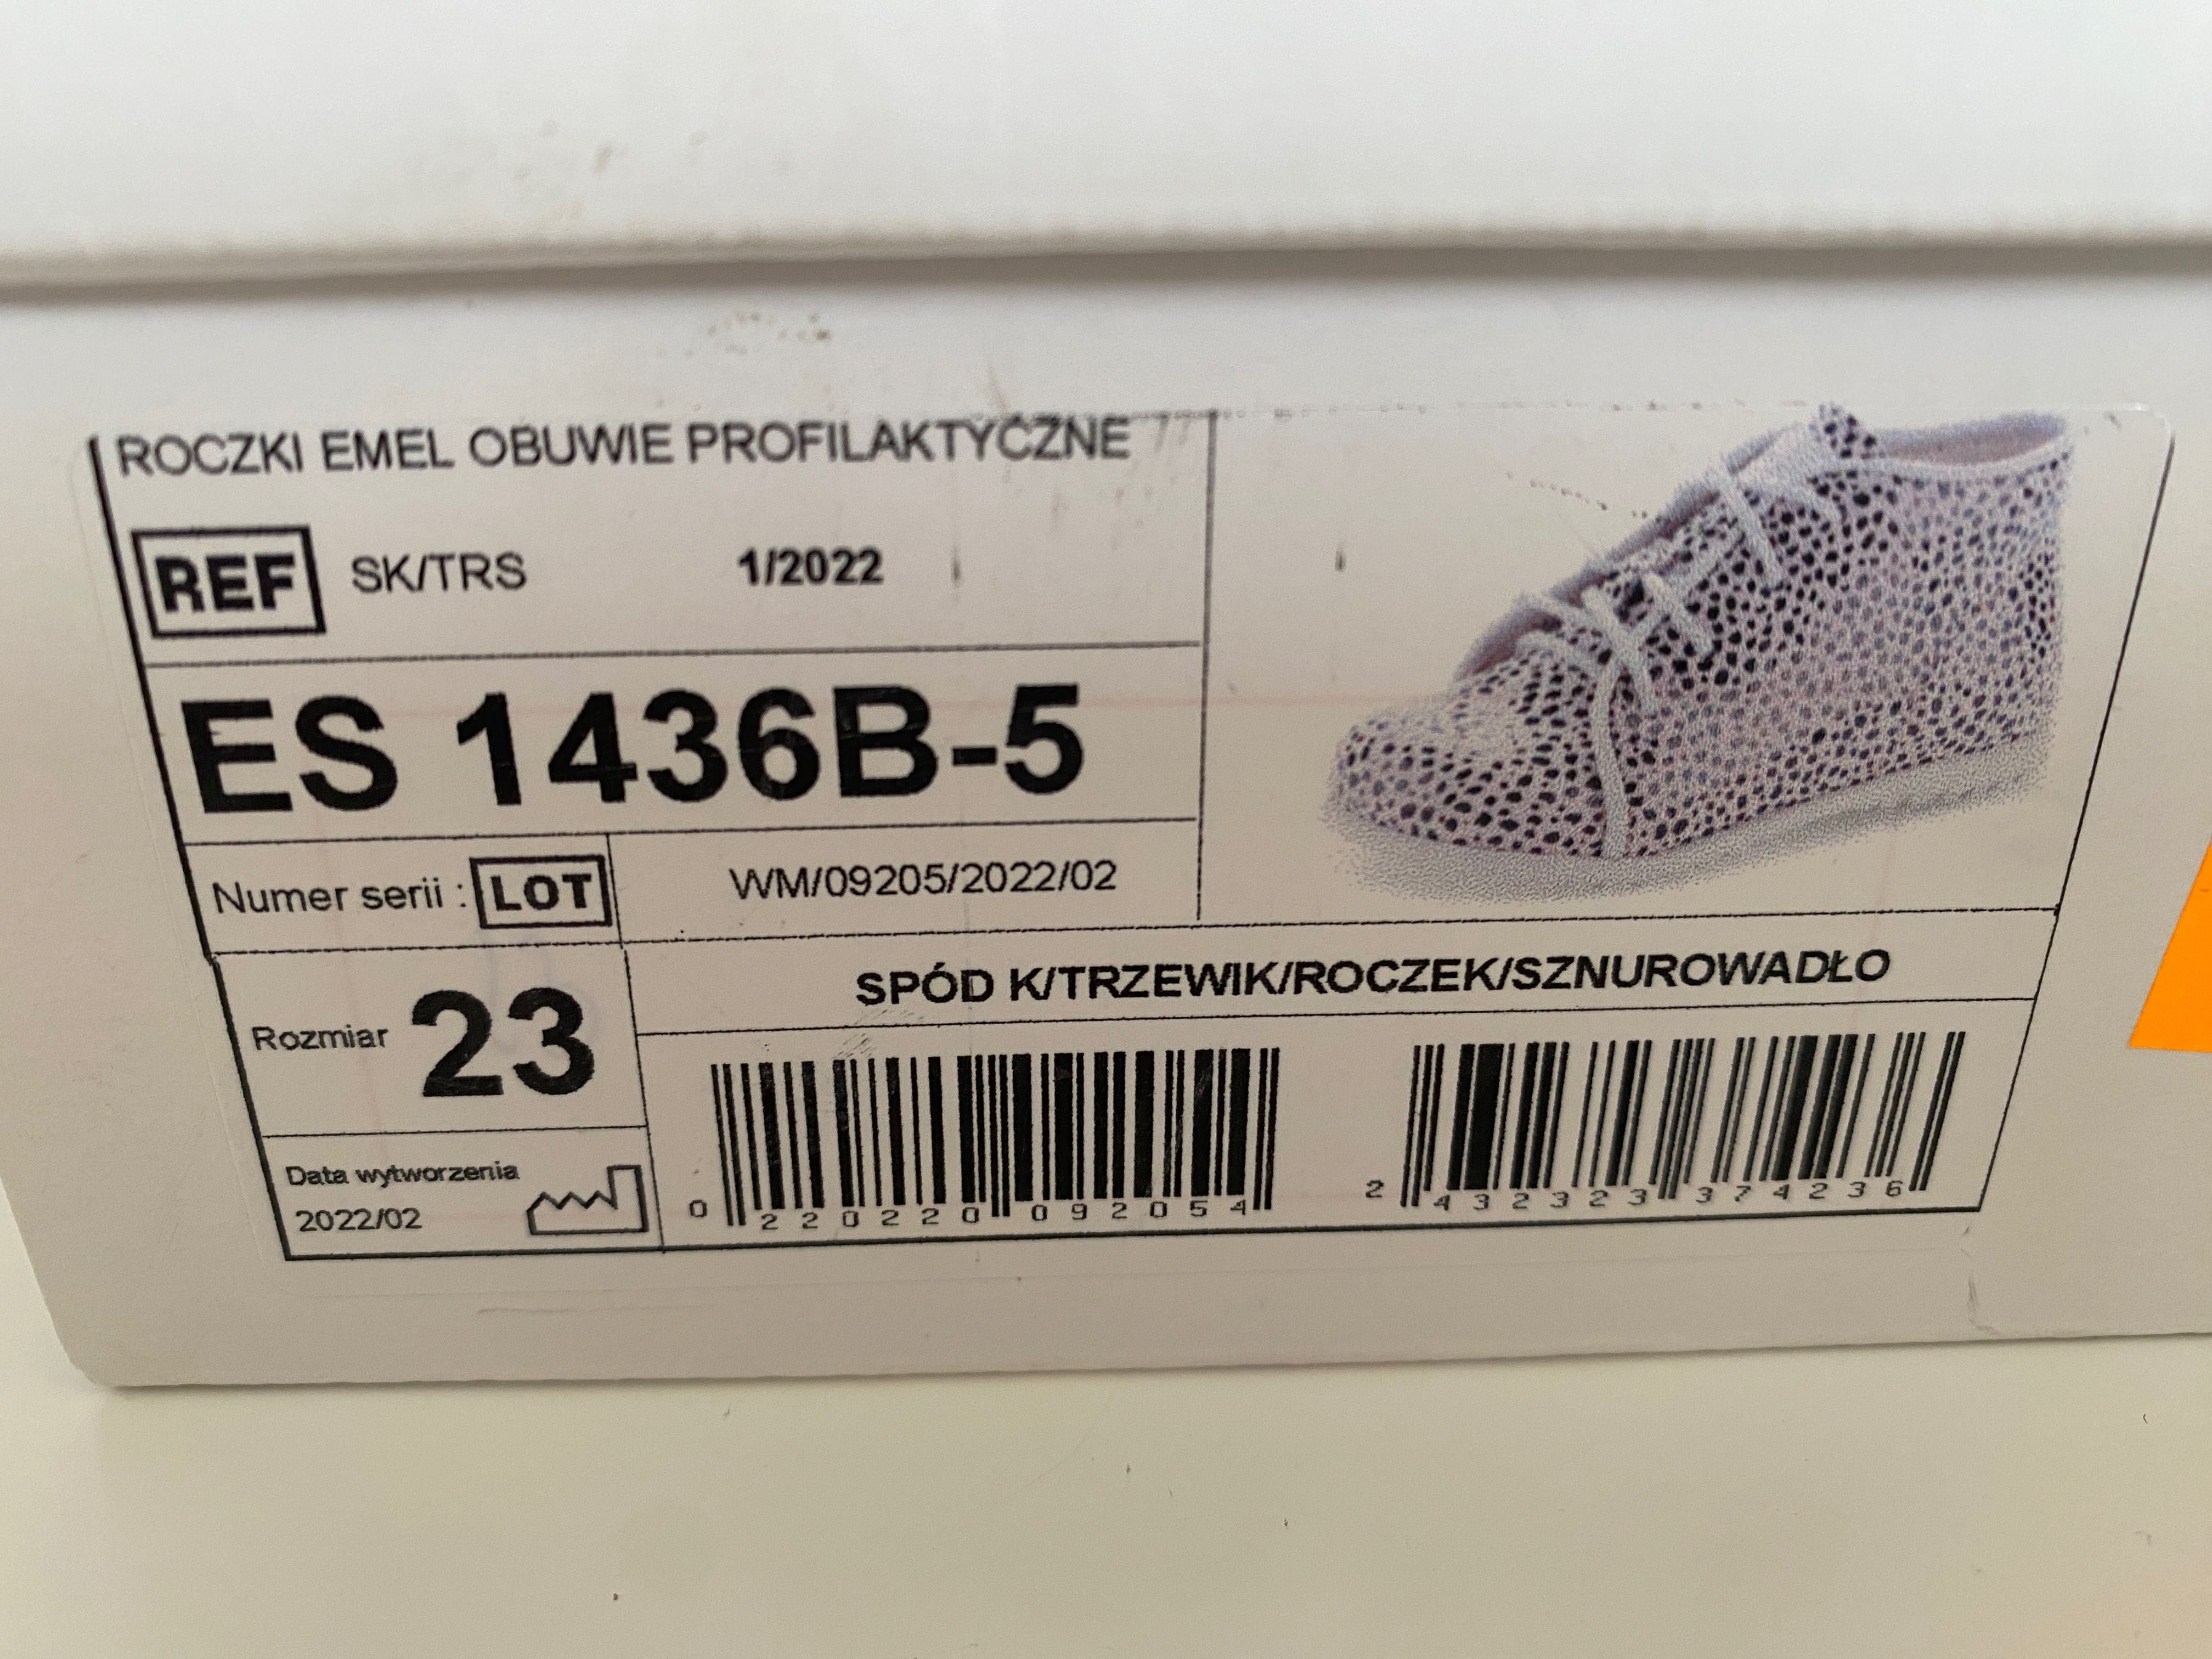 ROCZKI EMEL OBUWIE PROFILAKTYCZNE
REF SK/TRS 1/2022
ES 1436B-5
Numer serii : LOT WM/09205/2022/02
SPÓD K/TRZEWIK/ROCZEK/SZNUROWADŁO
Rozmiar 23
Data wytworzenia
2022/02
0 220220 092054
2 432323 374236